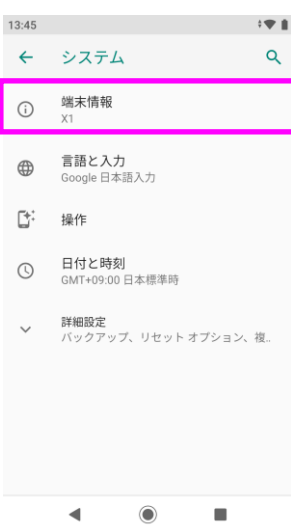 13:45
システム
端末情報
X1
言語と入力
Google 日本語入力
操作
日付と時刻
GMT+09:00 日本標準時
詳細設定
バックアップ、リセット オプション、複..